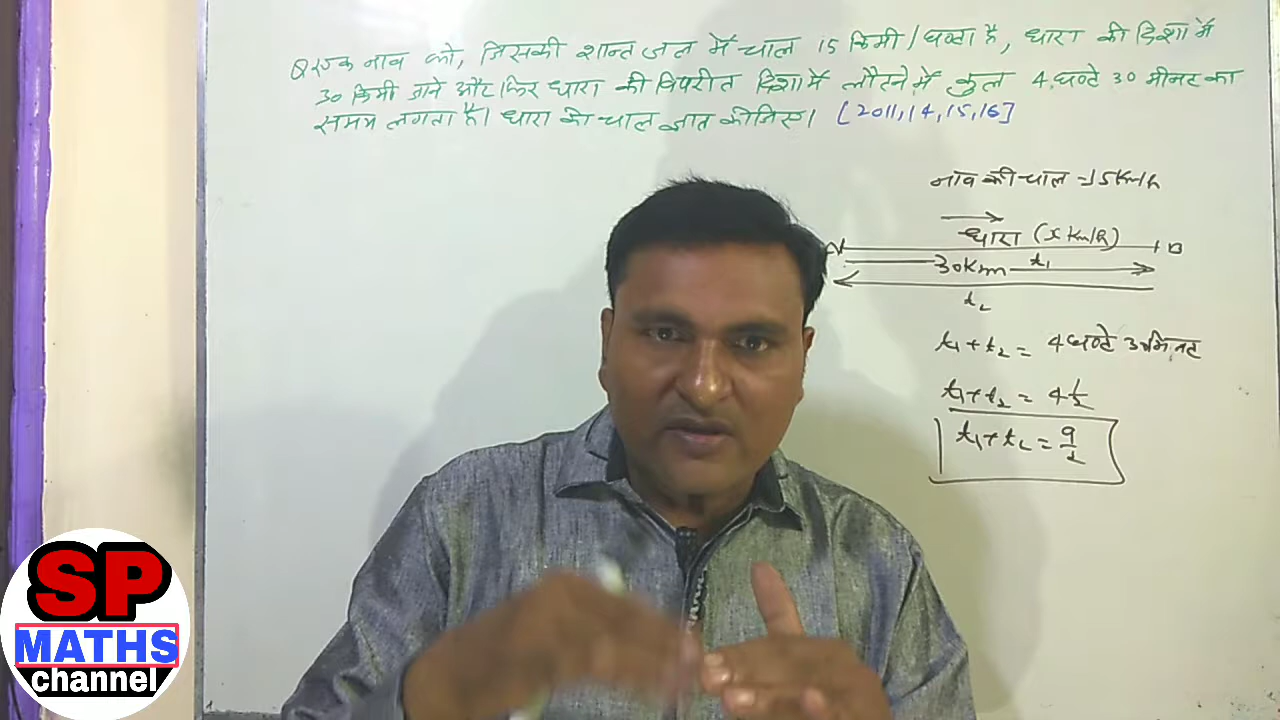 Q एक नाव को, जिसकी शान्त जल में चाल 15 किमी/घण्टा है, धारा की दिशा में
30 किमी जाने और फिर धारा की विपरीत दिशा में लौटने में कुल 4 घण्टे 30 मीनट का
समय लगता है। धारा की चाल ज्ञात कीजिए। [2011,14,15,16]
नाव की चाल = 15 Km/h
धारा (x Km/h)
B
30Km t₁
t₂
t₁ + t₂ = 4 घण्टे 30 मिनट
t₁ + t₂ = 4 1/2
t₁ + t₂ = 9/2
SP
MATHS
channel